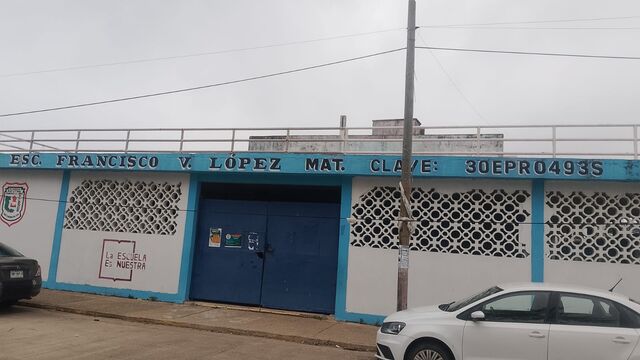 ESC. FRANCISCO V. LÓPEZ MAT. CLAVE: 30EPR0493S
La ESCUELA
Es NUESTRA